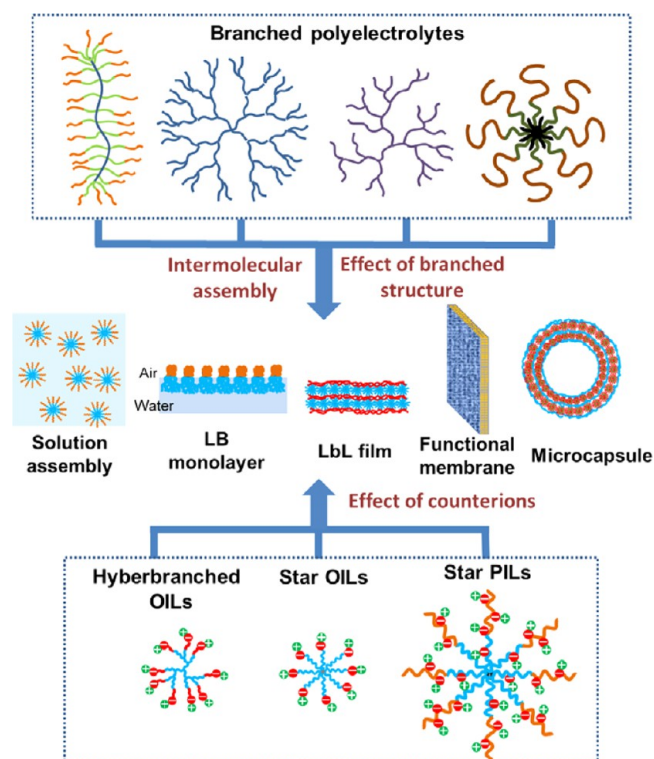 Branched polyelectrolytes
Intermolecular
assembly
Effect of branched
structure
Air
Water
Solution
assembly
LB
monolayer
LbL film
Functional
membrane
Microcapsule
Effect of counterions
Hyberbranched
OILs
Star OILs
Star PILs